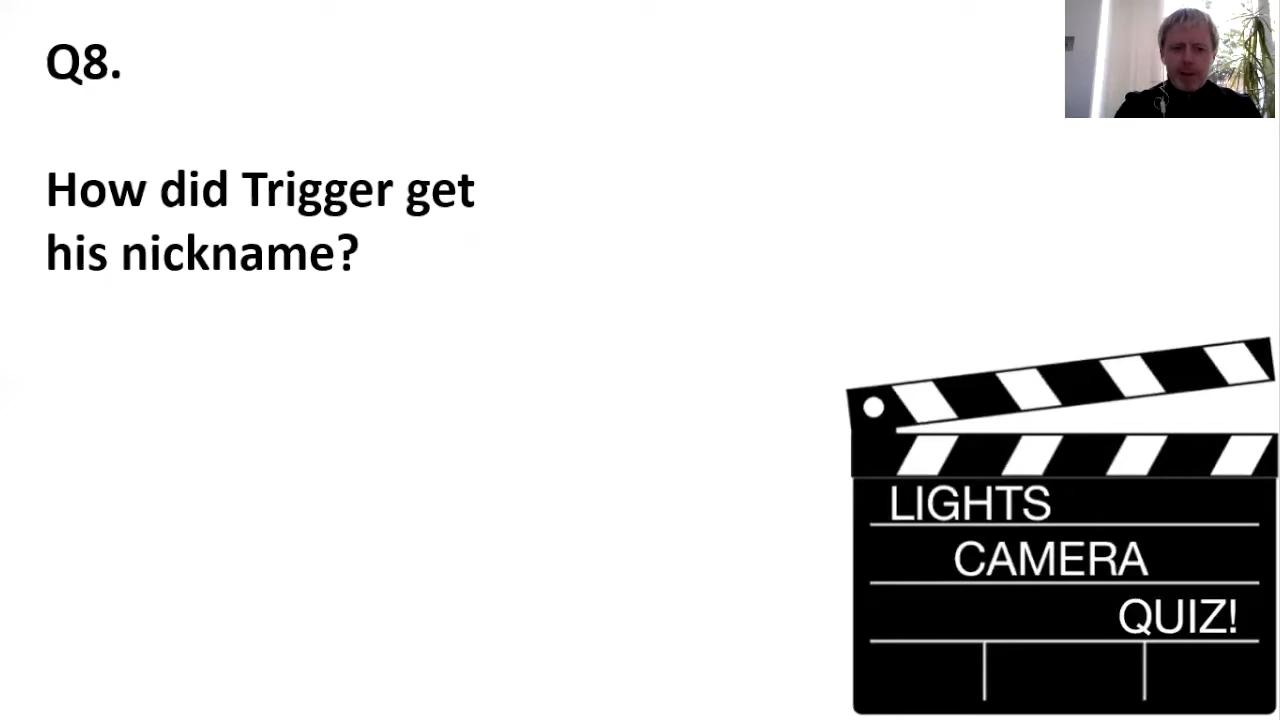 Q8.
How did Trigger get
his nickname?
LIGHTS
CAMERA
QUIZ!